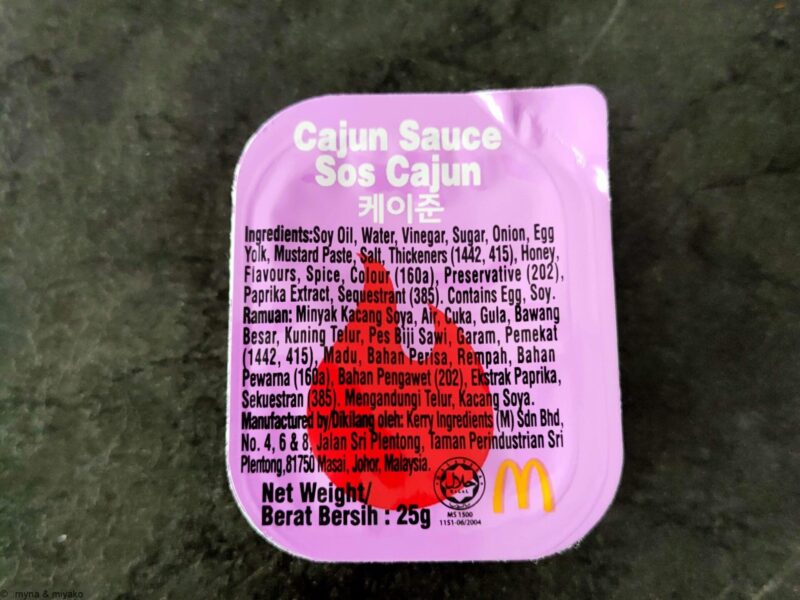 Cajun Sauce
Sos Cajun
케이준
Ingredients:Soy Oil, Water, Vinegar, Sugar, Onion, Egg
Yolk, Mustard Paste, Salt, Thickeners (1442, 415), Honey,
Flavours, Spice, Colour (160a), Preservative (202),
Paprika Extract, Sequestrant (385). Contains Egg, Soy.
Ramuan: Minyak Kacang Soya, Air, Cuka, Gula, Bawang
Besar, Kuning Telur, Pes Biji Sawi, Garam, Pemekat
(1442, 415), Madu, Bahan Perisa, Rempah, Bahan
Pewarna (160a), Bahan Pengawet (202), Ekstrak Paprika,
Sekuestran (385). Mengandungi Telur, Kacang Soya.
Manufactured by/Dikilang oleh: Kerry Ingredients (M) Sdn Bhd,
No. 4, 6 & 8, Jalan Sri Plentong, Taman Perindustrian Sri
Plentong,81750 Masai, Johor, Malaysia.
Net Weight/
Berat Bersih : 25g
حلال
HALAL
MS 1500
1151-06/2004
M
© myna & miyako